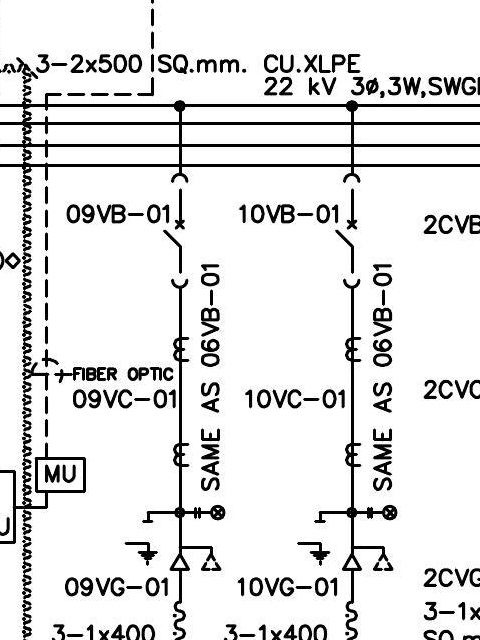 3-2x500 SQ.mm. CU.XLPE
22 kV 3ø,3W,SWG
09VB-01
10VB-01
2CVB
SAME AS 06VB-01
SAME AS 06VB-01
FIBER OPTIC
09VC-01
10VC-01
2CVC
MU
U
09VG-01
10VG-01
2CVG
3-1x400
3-1x400
3-1x
SQ.m